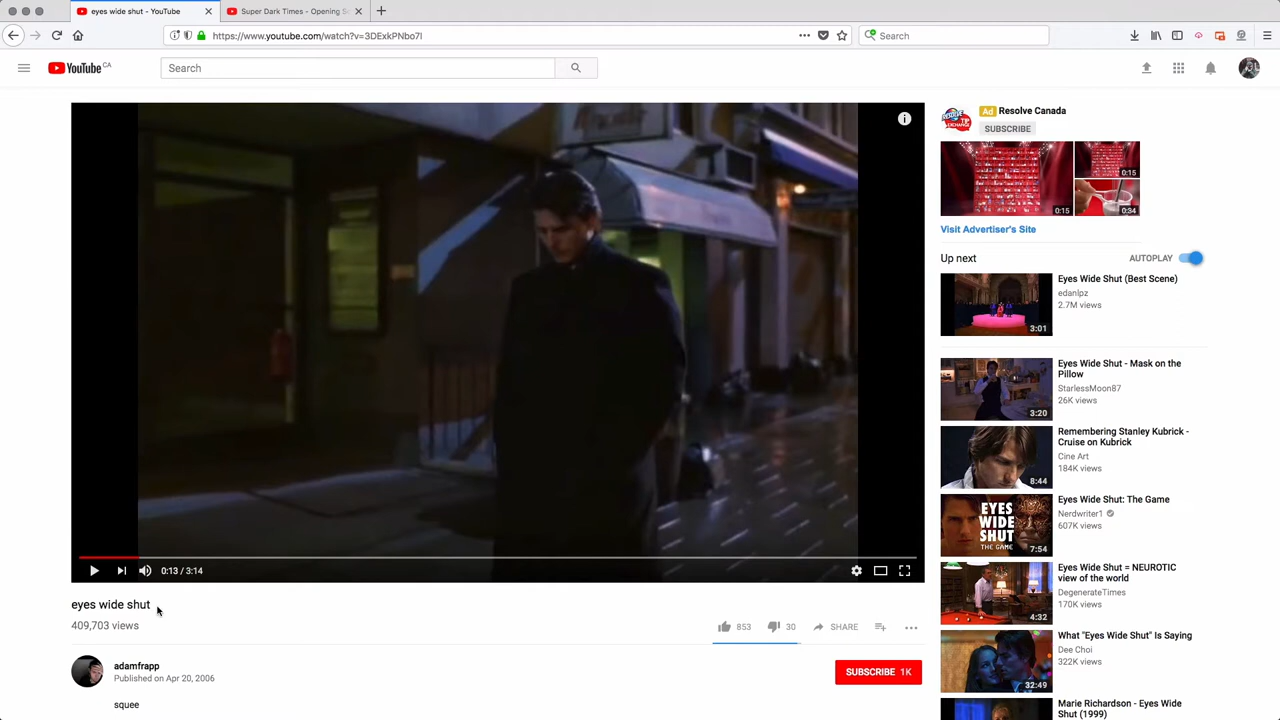 eyes wide shut - YouTube
Super Dark Times - Opening Sc
https://www.youtube.com/watch?v=3DExkPNbo7I
Search
YouTube CA
Search
Ad Resolve Canada
SUBSCRIBE
0:15
0:15
0:34
Visit Advertiser's Site
Up next
AUTOPLAY
Eyes Wide Shut (Best Scene)
edanlpz
2.7M views
3:01
Eyes Wide Shut - Mask on the
Pillow
StarlessMoon87
26K views
3:20
Remembering Stanley Kubrick -
Cruise on Kubrick
Cine Art
184K views
8:44
EYES
WIDE
SHUT
THE GAME
Eyes Wide Shut: The Game
Nerdwriter1
607K views
7:54
Eyes Wide Shut = NEUROTIC
view of the world
DegenerateTimes
170K views
4:32
What "Eyes Wide Shut" Is Saying
Dee Choi
322K views
32:49
Marie Richardson - Eyes Wide
Shut (1999)
0:13 / 3:14
eyes wide shut
409,703 views
853
30
SHARE
adamfrapp
Published on Apr 20, 2006
SUBSCRIBE 1K
squee